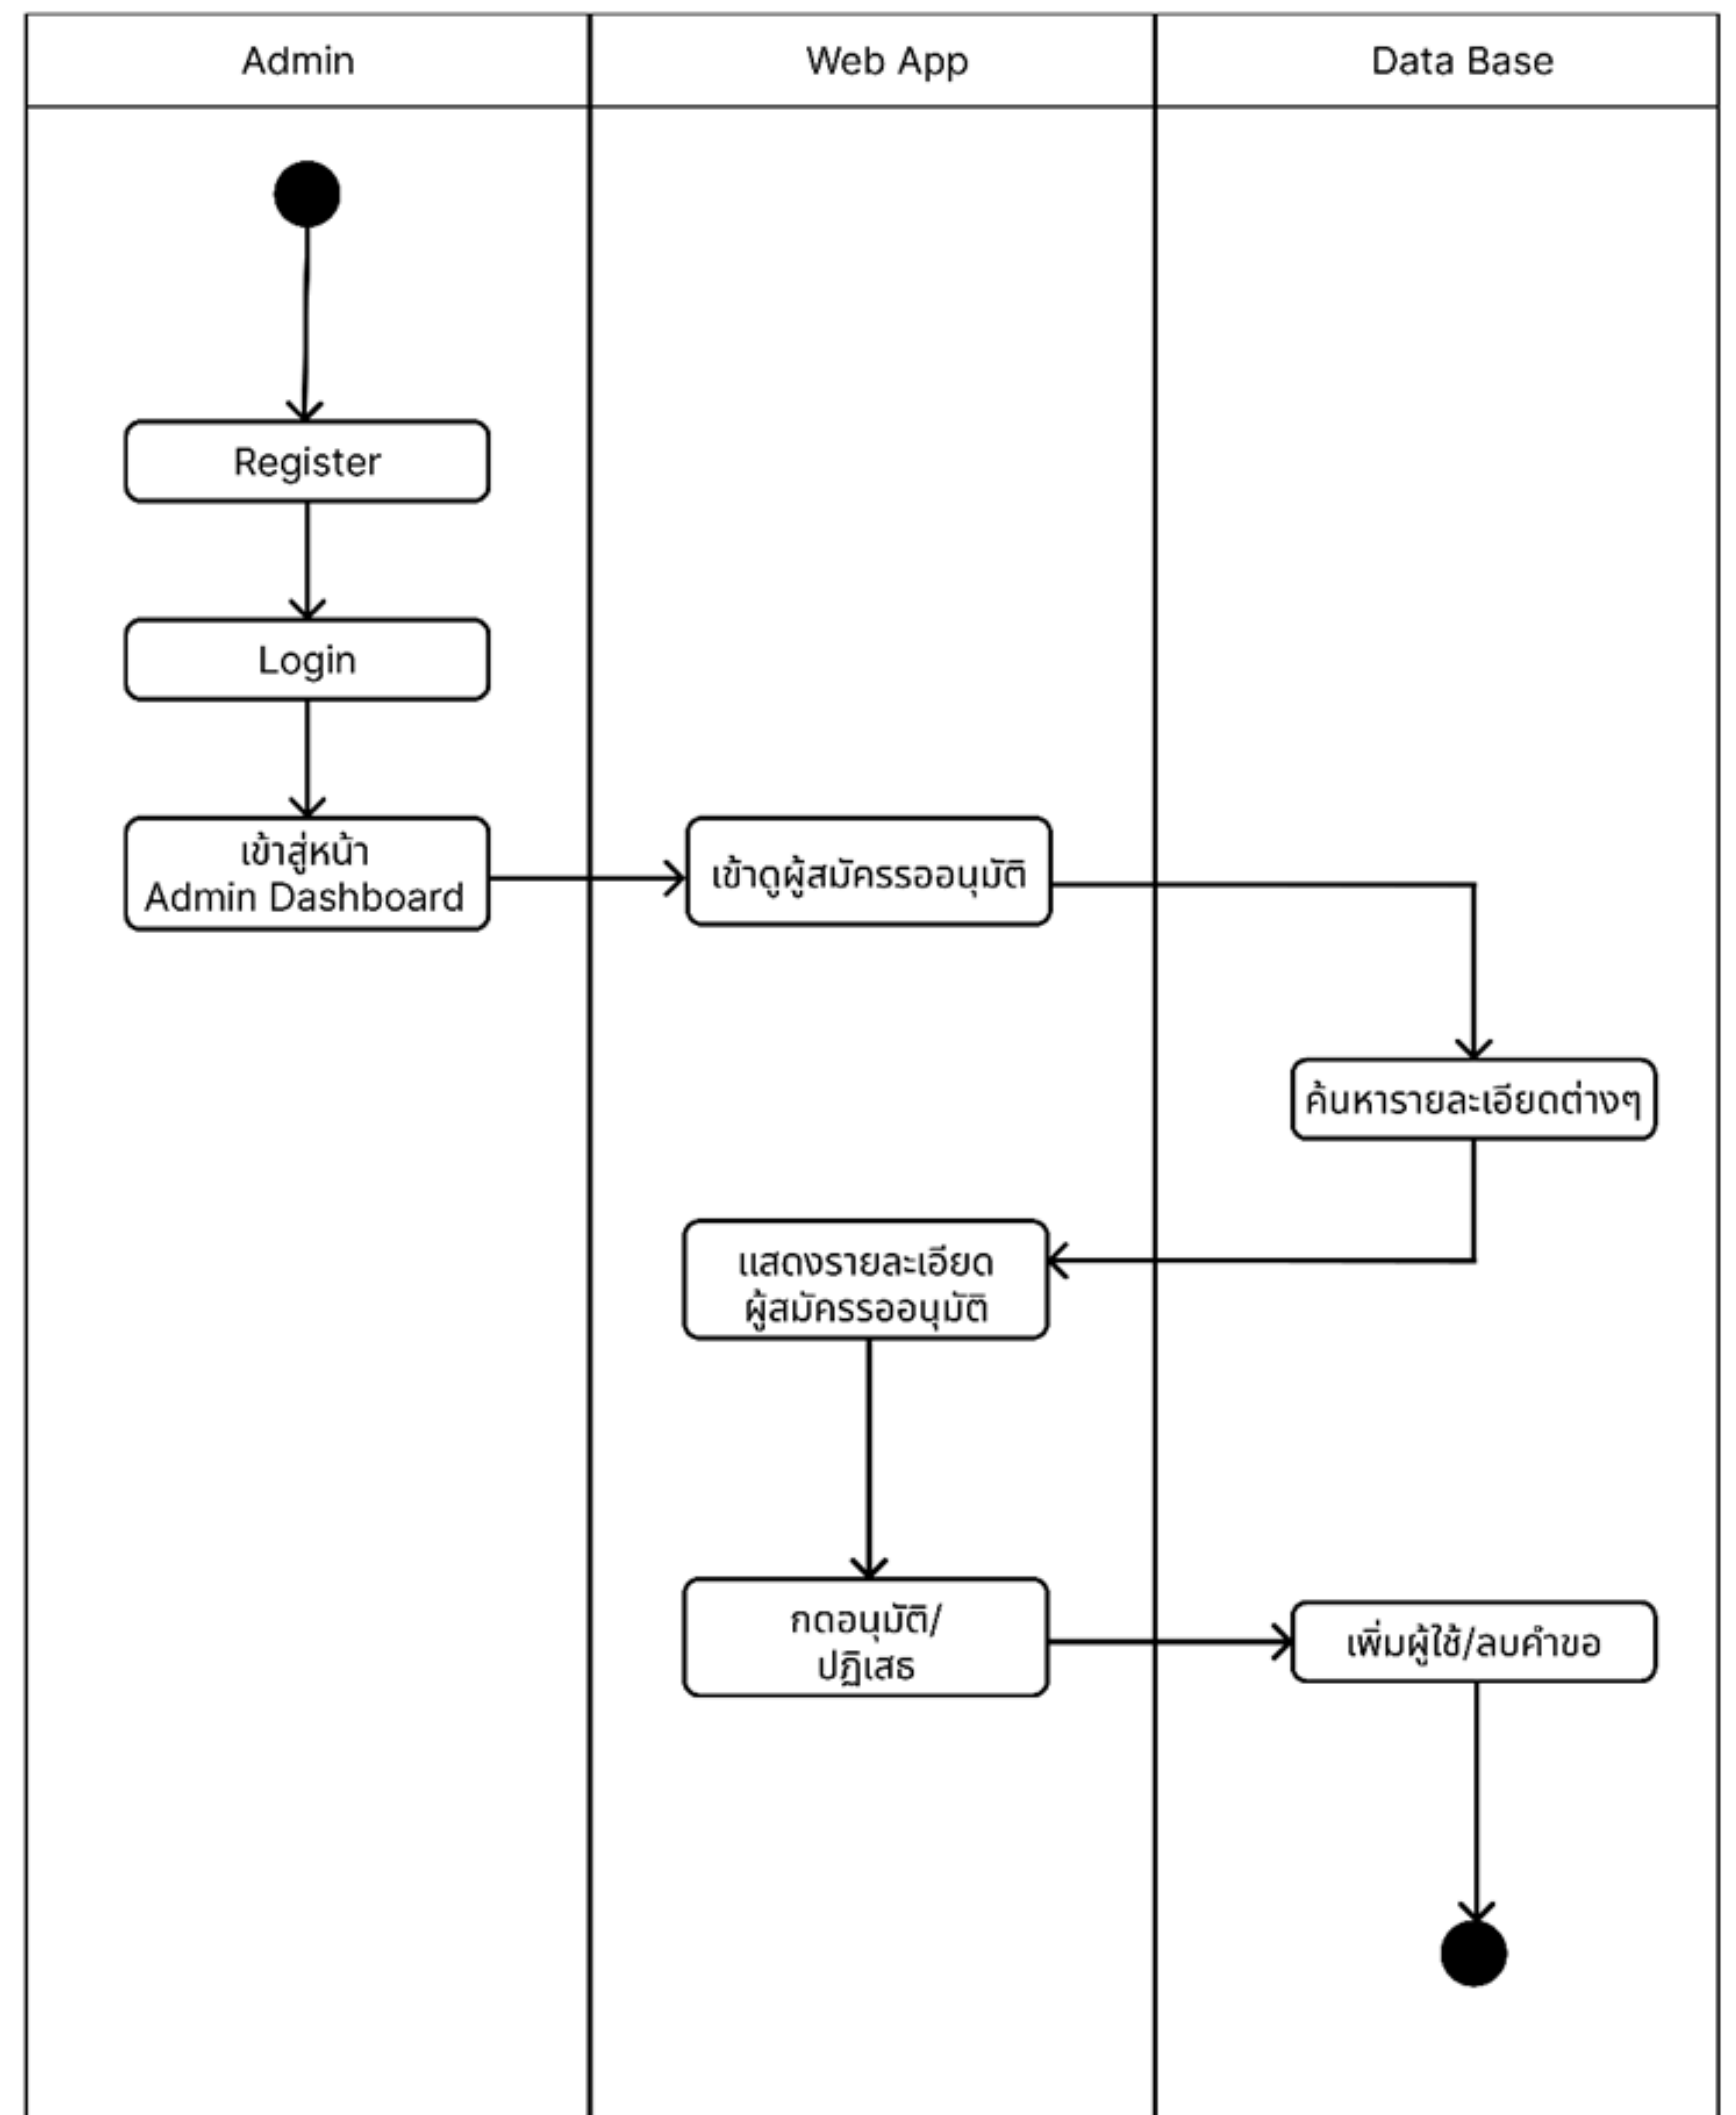 Admin
Web App
Data Base
Register
Login
เข้าสู่หน้า
Admin Dashboard
เข้าดูผู้สมัครรออนุมัติ
ค้นหารายละเอียดต่างๆ
แสดงรายละเอียด
ผู้สมัครรออนุมัติ
กดอนุมัติ/
ปฏิเสธ
เพิ่มผู้ใช้/ลบคำขอ